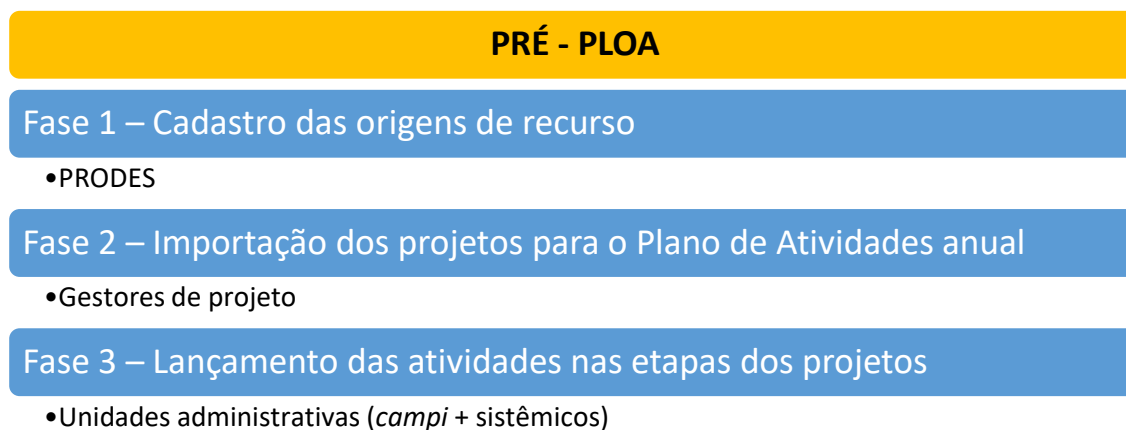 PRÉ - PLOA
Fase 1 – Cadastro das origens de recurso
•PRODES
Fase 2 – Importação dos projetos para o Plano de Atividades anual
•Gestores de projeto
Fase 3 – Lançamento das atividades nas etapas dos projetos
•Unidades administrativas (campi + sistêmicos)